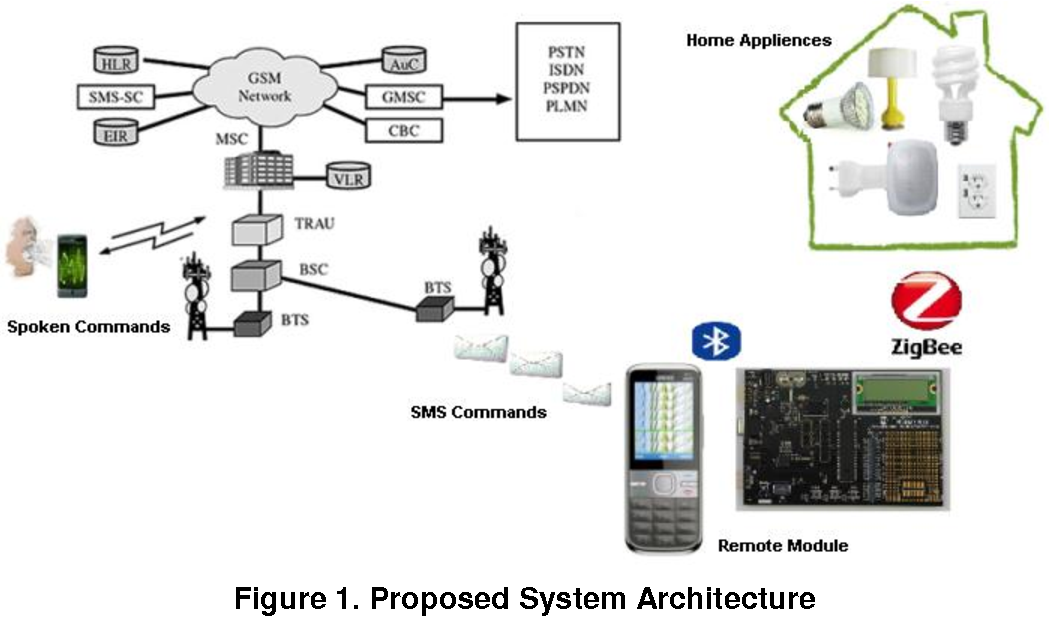 Home Appliences
HLR
AuC
GSM
Network
SMS-SC
GMSC
EIR
CBC
PSTN
ISDN
PSPDN
PLMN
MSC
VLR
TRAU
BSC
BTS
BTS
Spoken Commands
SMS Commands
ZigBee
Remote Module
Figure 1. Proposed System Architecture